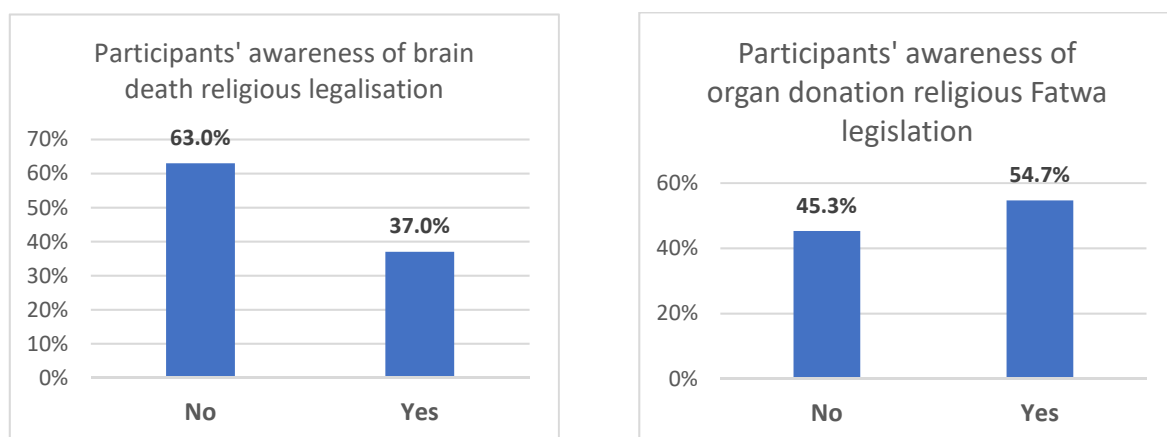 Participants' awareness of brain
death religious legalisation
70%
63.0%
60%
50%
40%
37.0%
30%
20%
10%
0%
No
Yes
Participants' awareness of
organ donation religious Fatwa
legislation
60%
54.7%
45.3%
40%
20%
0%
No
Yes